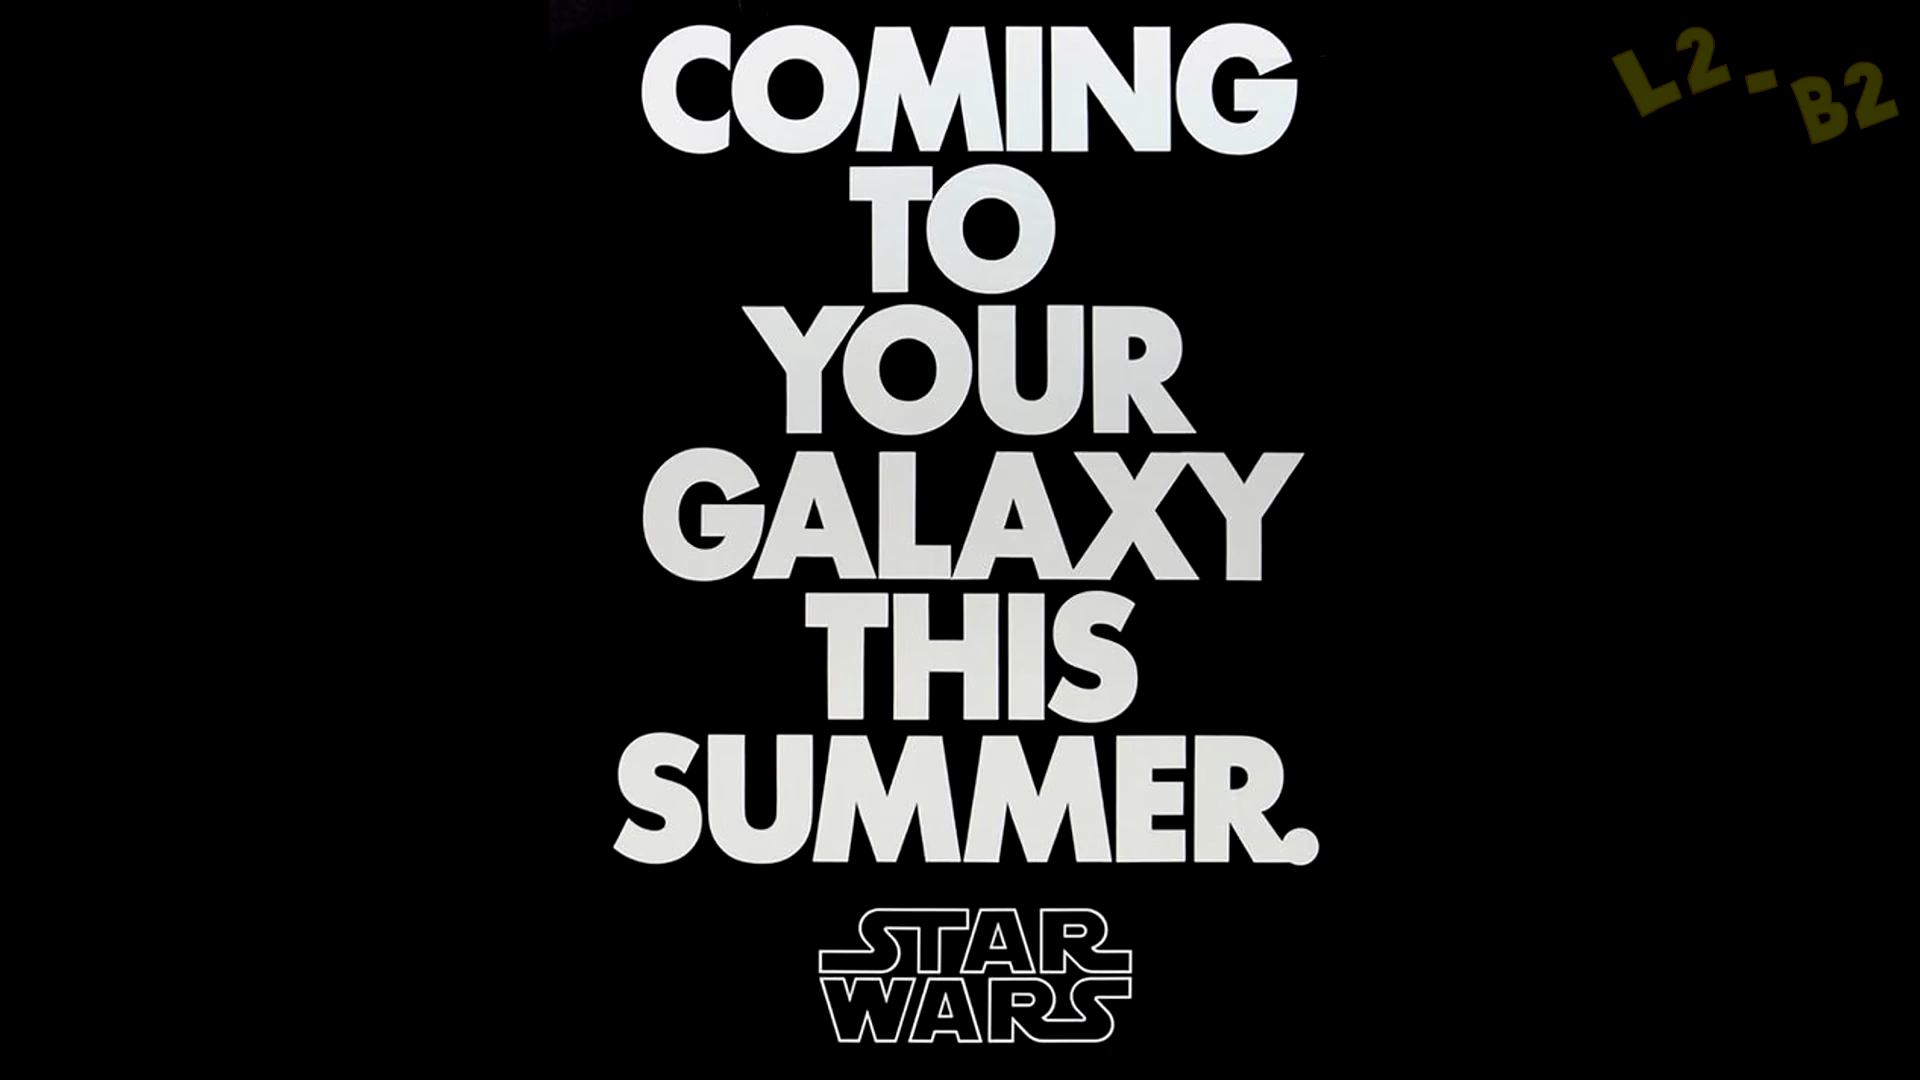 L2-B2
COMING
TO
YOUR
GALAXY
THIS
SUMMER.
STAR
WARS